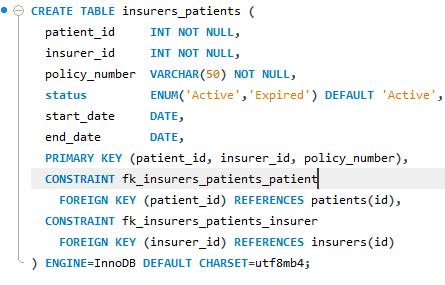 CREATE TABLE insurers_patients (
patient_id INT NOT NULL,
insurer_id INT NOT NULL,
policy_number VARCHAR(50) NOT NULL,
status ENUM('Active','Expired') DEFAULT 'Active',
start_date DATE,
end_date DATE,
PRIMARY KEY (patient_id, insurer_id, policy_number),
CONSTRAINT fk_insurers_patients_patient
FOREIGN KEY (patient_id) REFERENCES patients(id),
CONSTRAINT fk_insurers_patients_insurer
FOREIGN KEY (insurer_id) REFERENCES insurers(id)
) ENGINE=InnoDB DEFAULT CHARSET=utf8mb4;